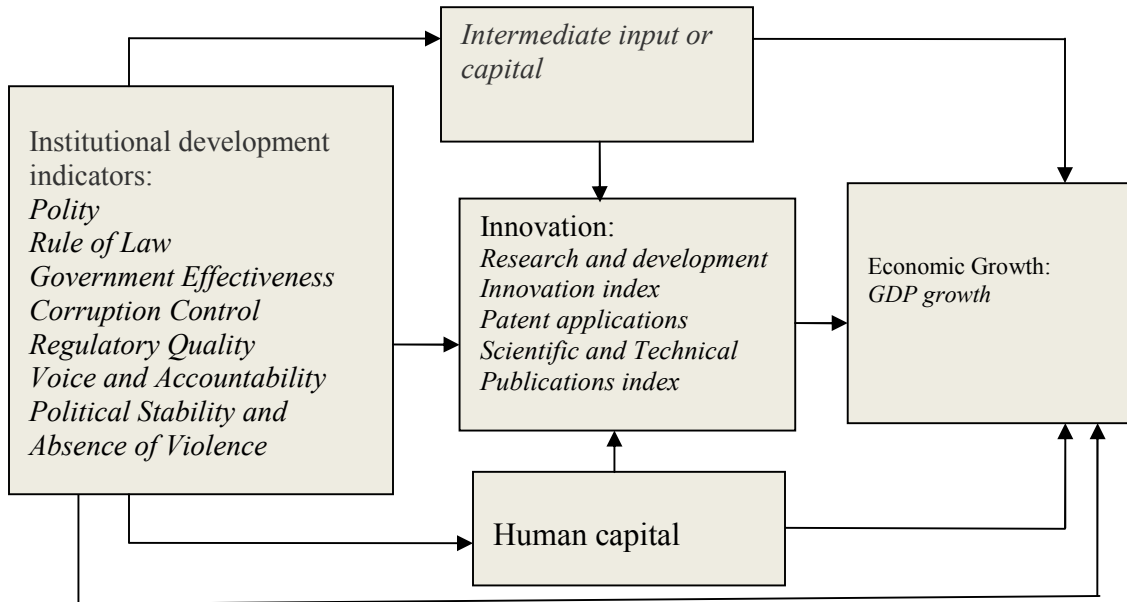 Intermediate input or
capital
Institutional development
indicators:
Polity
Rule of Law
Government Effectiveness
Corruption Control
Regulatory Quality
Voice and Accountability
Political Stability and
Absence of Violence
Innovation:
Research and development
Innovation index
Patent applications
Scientific and Technical
Publications index
Economic Growth:
GDP growth
Human capital